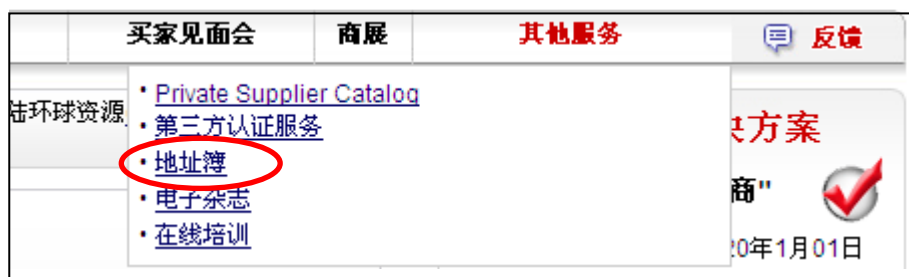 买家见面会 商展 其他服务 反馈
Private Supplier Catalog
陆环球资源
第三方认证服务
决方案
地址簿
商"
电子杂志
0年1月01日
在线培训